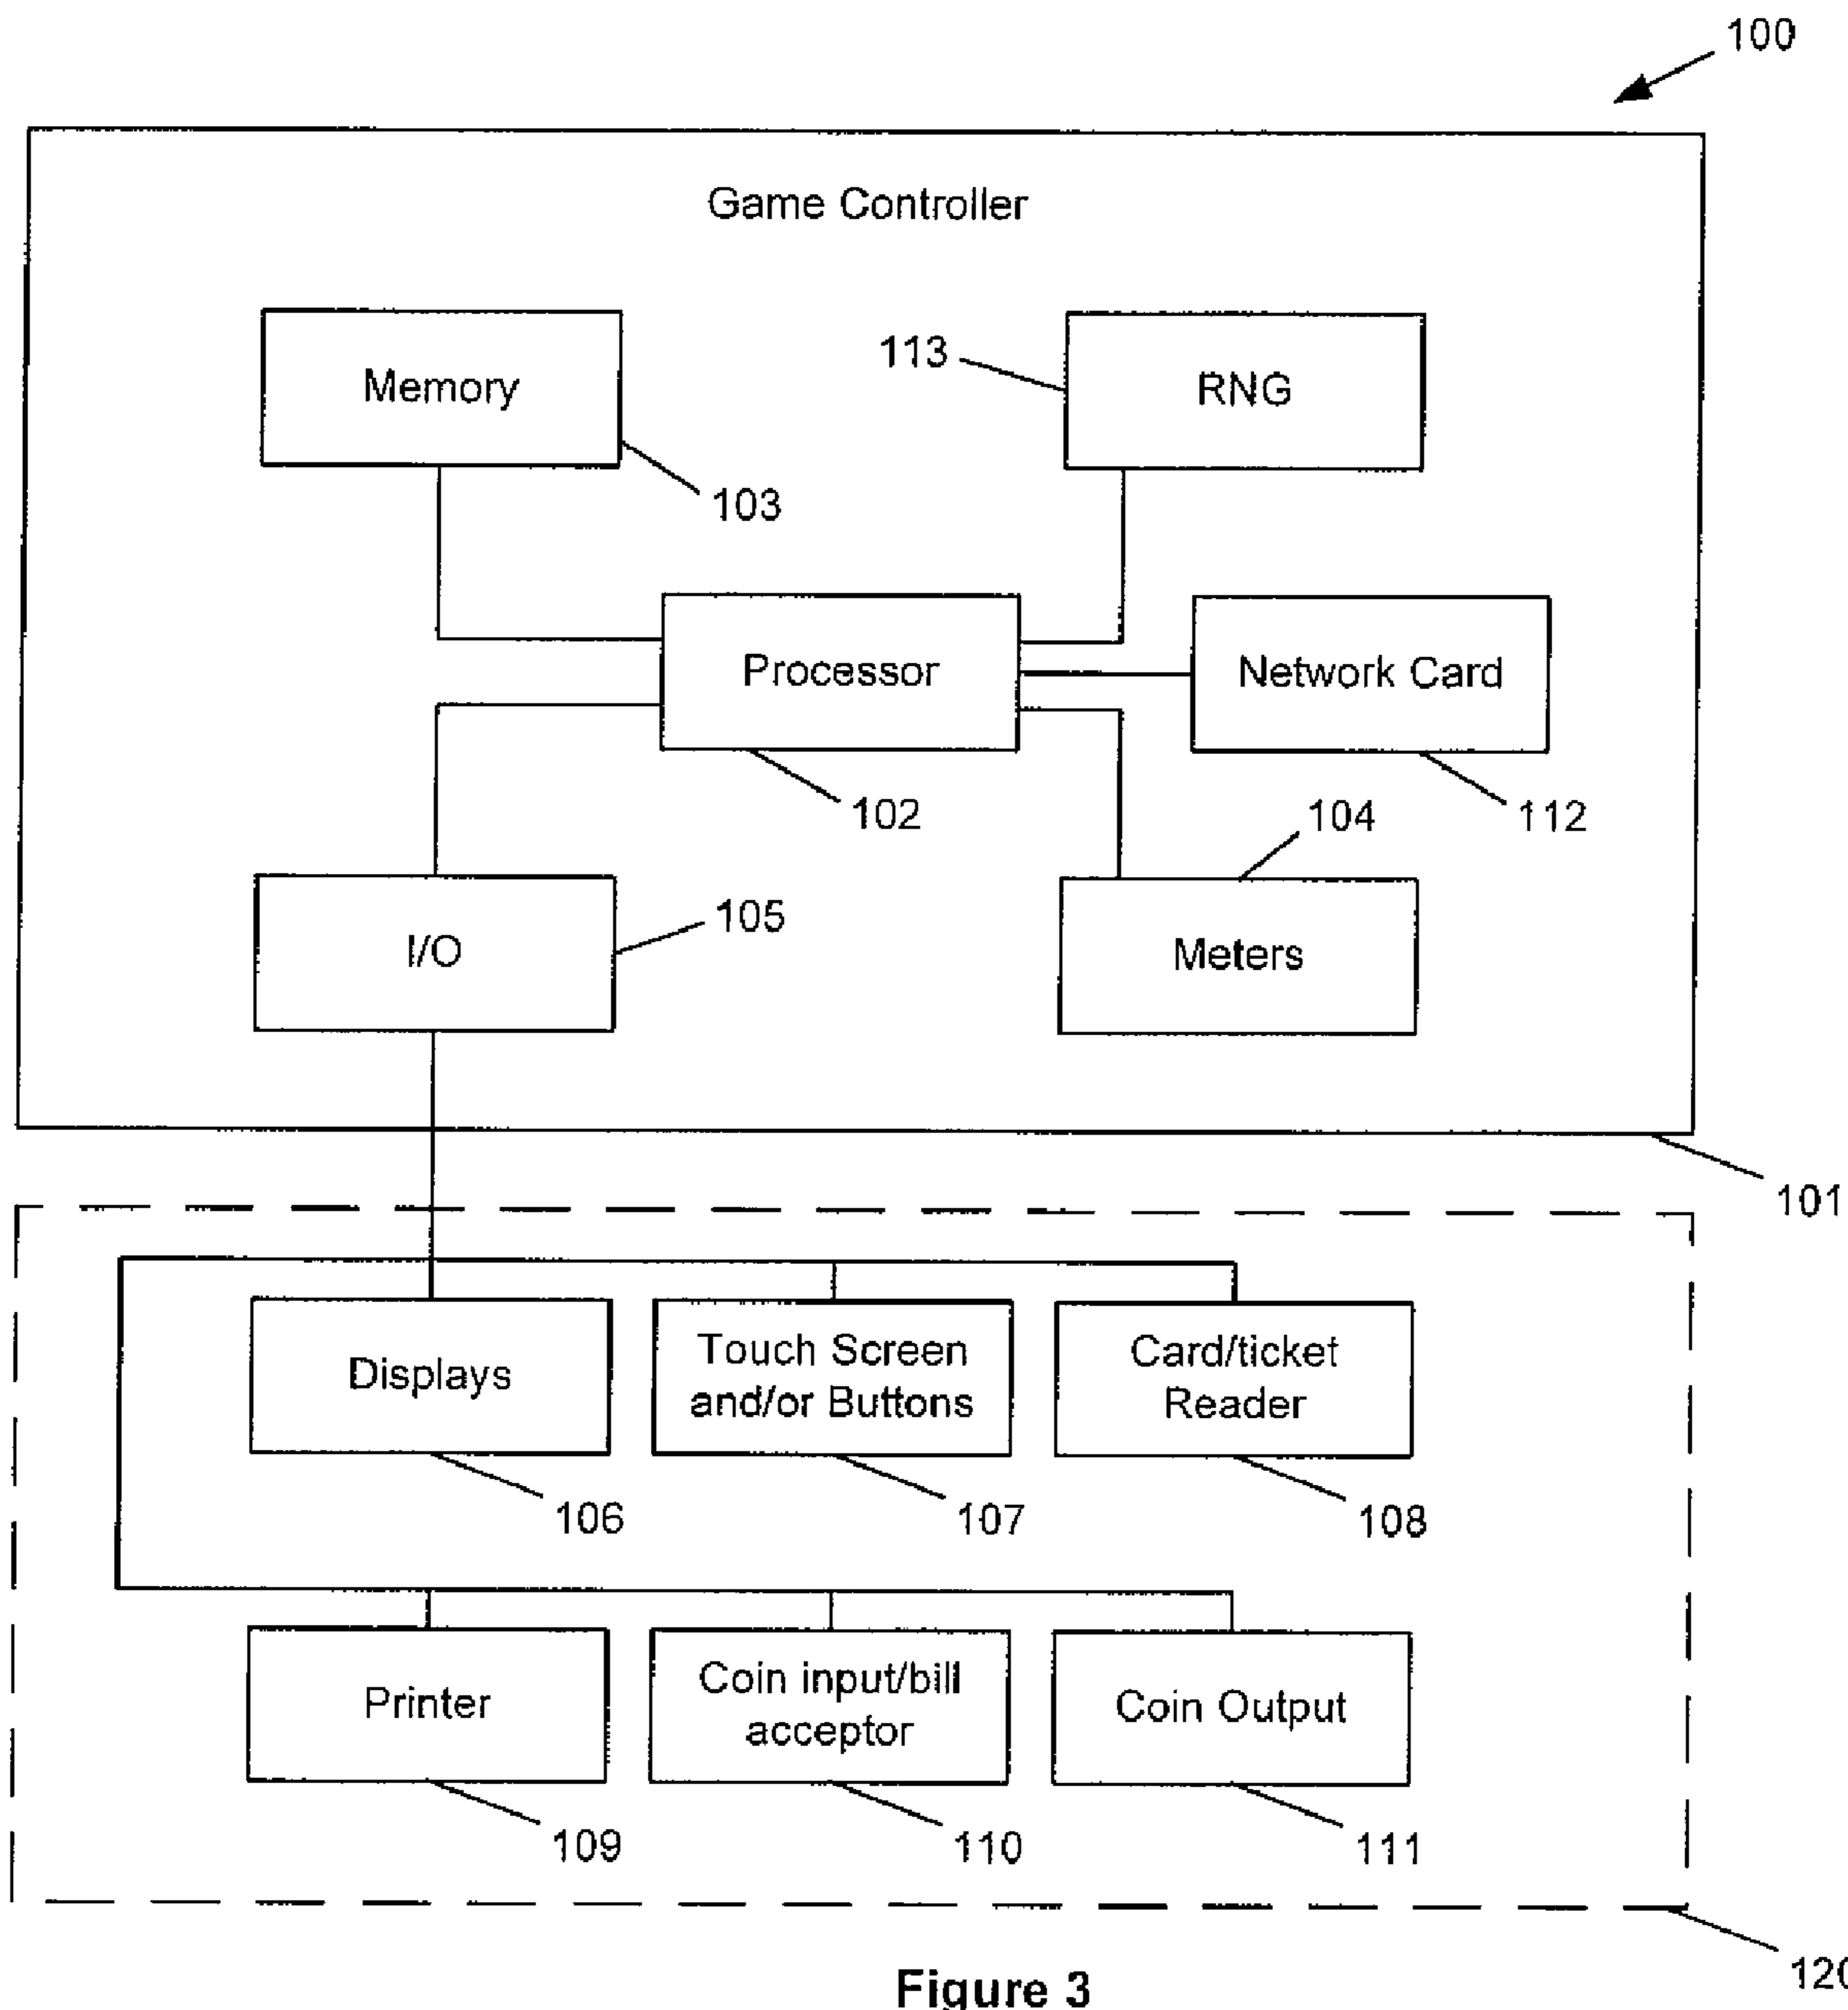 100
Game Controller
Memory
103
113
RNG
Processor
102
Network Card
112
I/O
105
104
Meters
101
Displays
106
Touch Screen
and/or Buttons
107
Card/ticket
Reader
108
Printer
109
Coin input/bill
acceptor
110
Coin Output
111
120
Figure 3